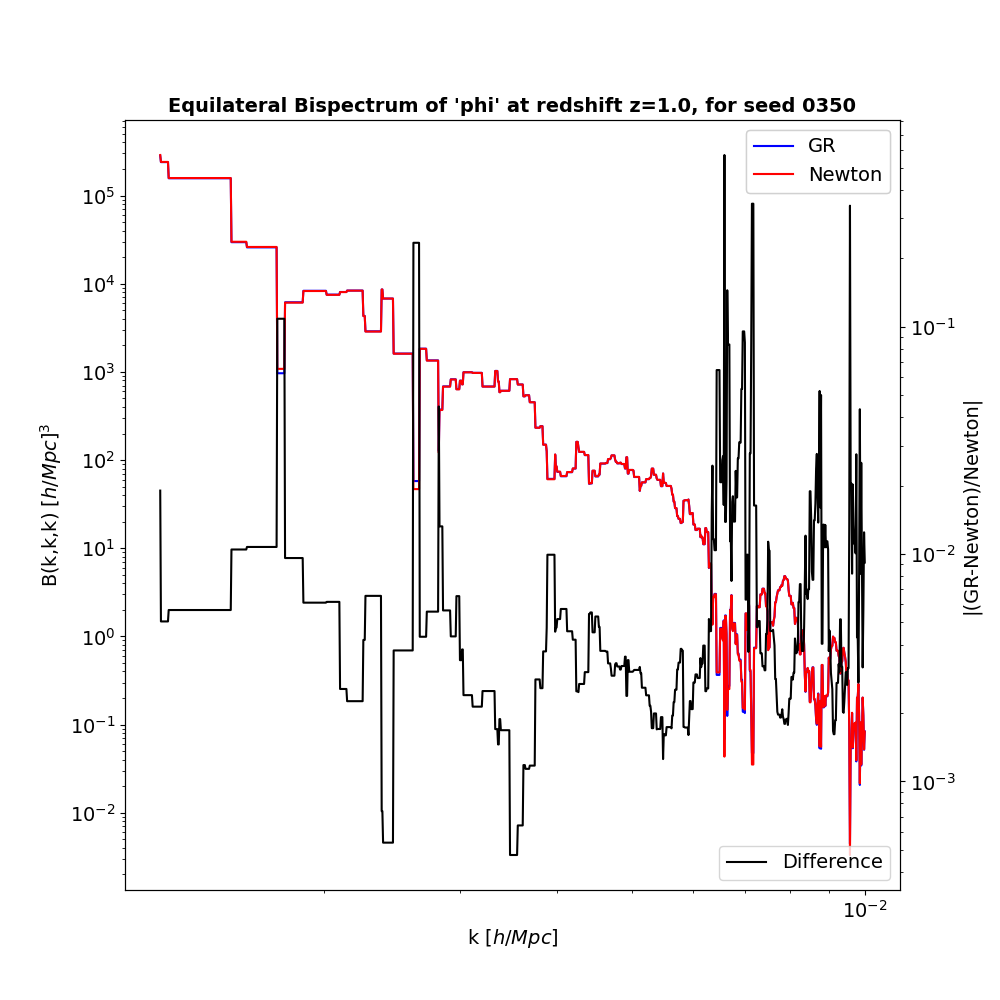 Equilateral Bispectrum of 'phi' at redshift z=1.0, for seed 0350
GR
Newton
10^5
10^4
10^3
10^2
10^1
10^0
10^-1
10^-2
B(k,k,k) [h/Mpc]^3
10^-1
10^-2
10^-3
|(GR-Newton)/Newton|
Difference
10^-2
k [h/Mpc]